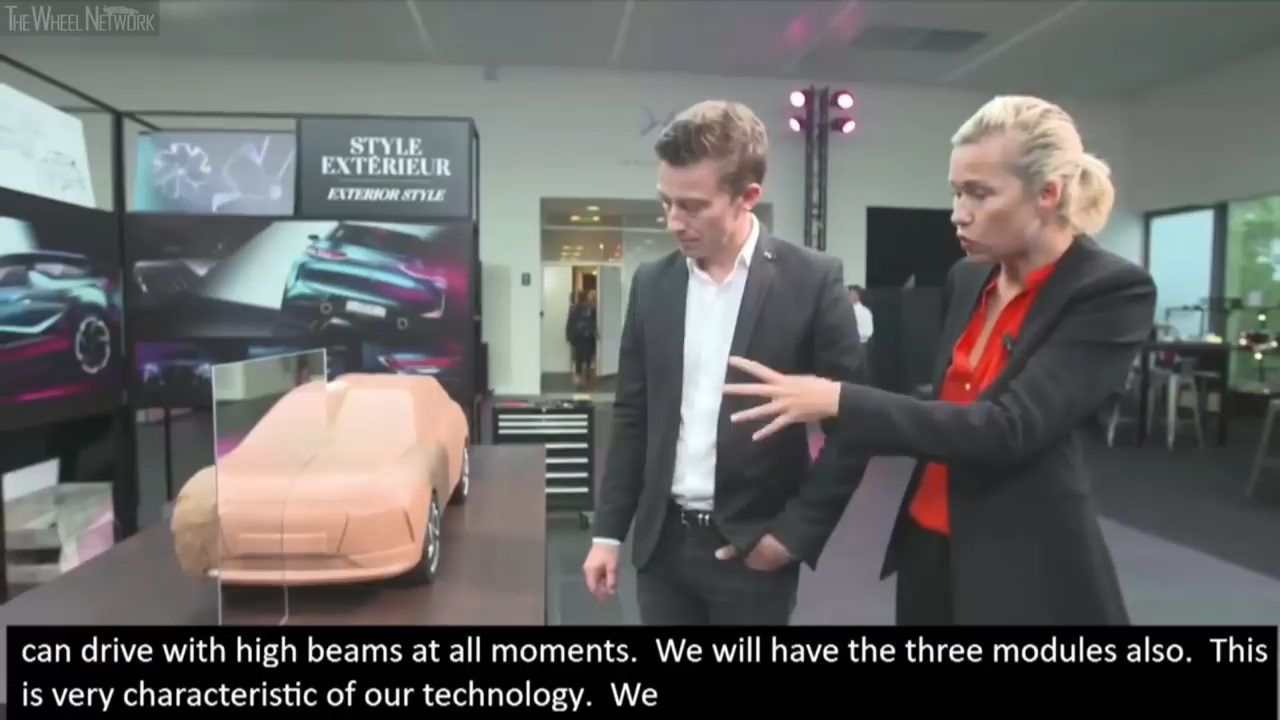 THE WHEEL NETWORK
STYLE
EXTÉRIEUR
EXTERIOR STYLE
can drive with high beams at all moments.  We will have the three modules also.  This
is very characteristic of our technology.  We